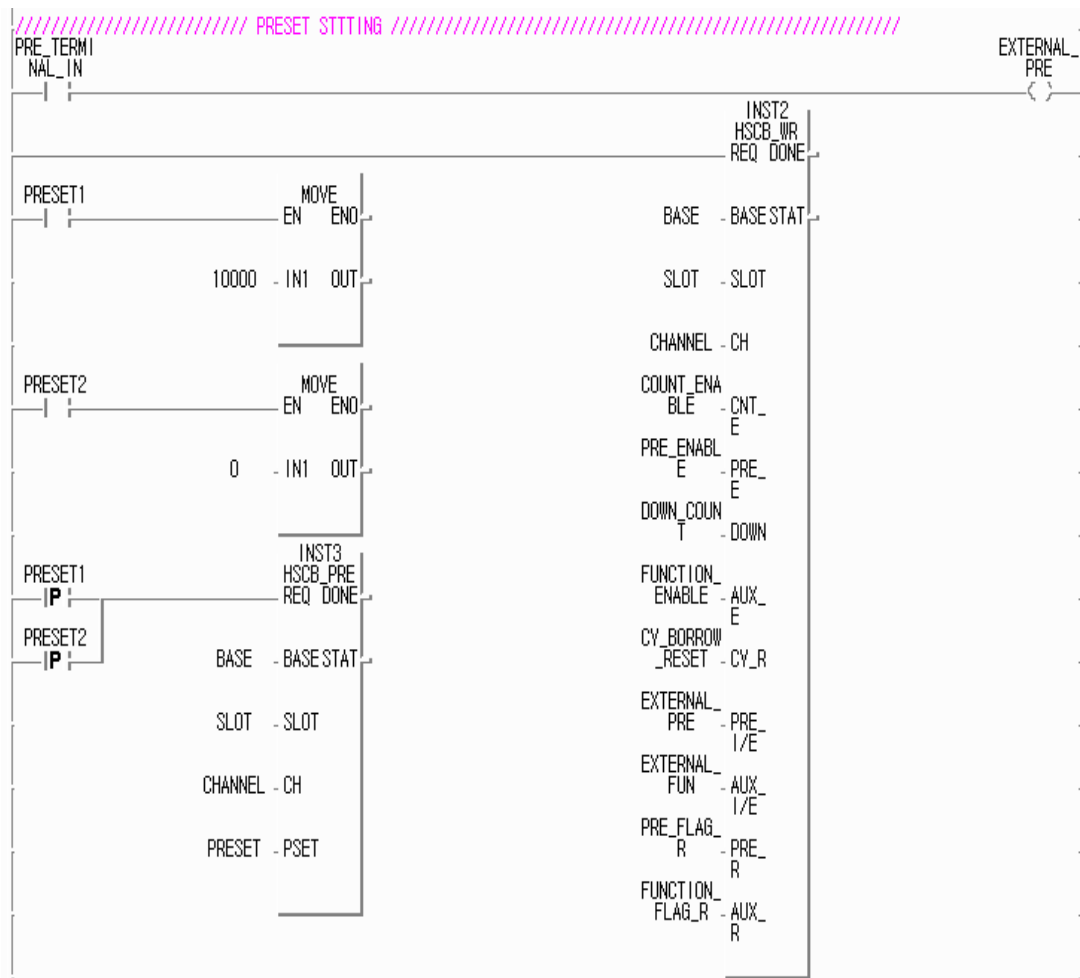 ////////////////////////// PRESET STTTING //////////////////////////////////////////////////////////
PRE_TERMI
NAL_IN
EXTERNAL_
PRE
INST2
HSCB_WR
REQ DONE
PRESET1
MOVE
EN ENO
BASE BASE STAT
10000 IN1 OUT
SLOT SLOT
CHANNEL CH
PRESET2
MOVE
EN ENO
COUNT_ENA
BLE CNT_
E
0 IN1 OUT
PRE_ENABL
E PRE_
E
DOWN_COUN
T DOWN
INST3
HSCB_PRE
REQ DONE
PRESET1
P
FUNCTION_
ENABLE AUX_
E
PRESET2
P
BASE BASE STAT
CY_BORROW
_RESET CY_R
SLOT SLOT
EXTERNAL_
PRE PRE_
I/E
CHANNEL CH
EXTERNAL_
FUN AUX_
I/E
PRESET PSET
PRE_FLAG_
R PRE_
R
FUNCTION_
FLAG_R AUX_
R